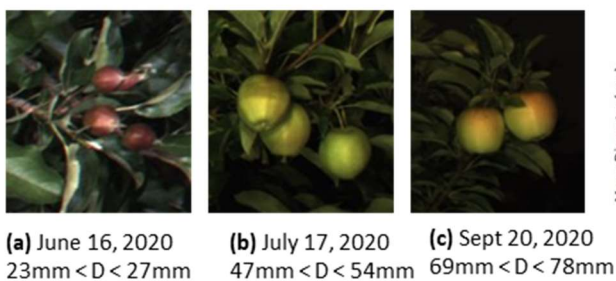 (a) June 16, 2020
23mm < D < 27mm
(b) July 17, 2020
47mm < D < 54mm
(c) Sept 20, 2020
69mm < D < 78mm